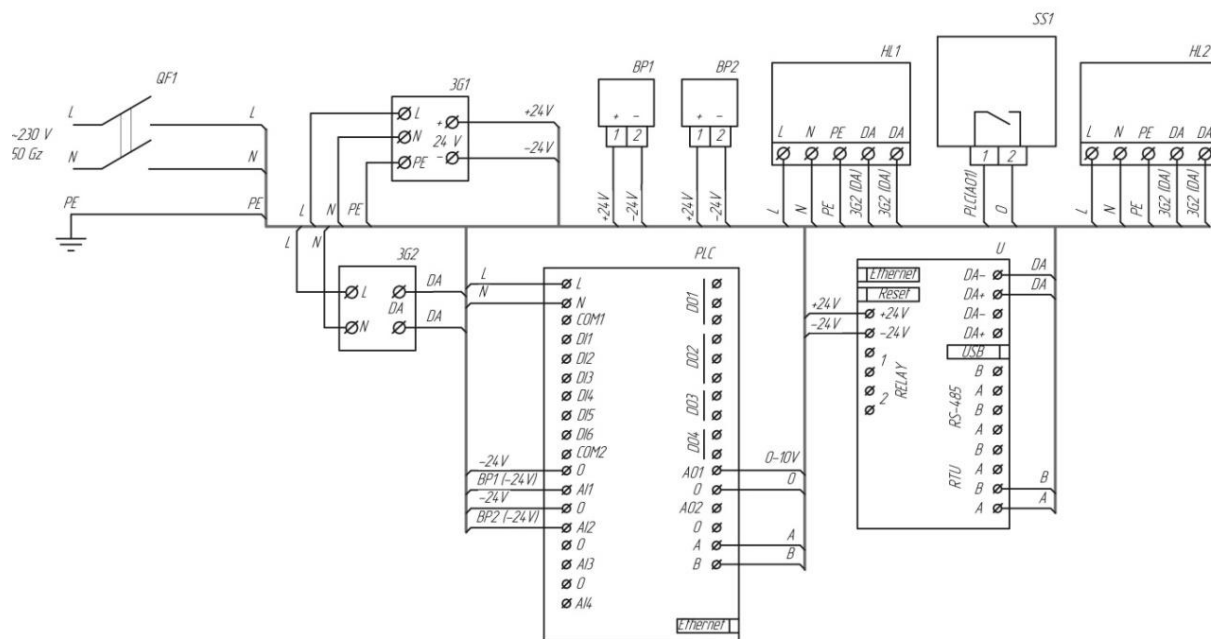 SS1
HL1
HL2
QF1
3G1
BP1
BP2
L
L
~230 V
50 Gz
N
N
PE
PE
L
N
PE
+
24 V
-
+24V
-24V
+ -
1 2
+24V
-24V
+ -
1 2
+24V
-24V
L N PE DA DA
L
N
PE
3G2 (DA)
3G2 (DA)
1 2
PLC(AO1)
0
L N PE DA DA
L
N
PE
3G2 (DA)
3G2 (DA)
L
N
PE
L
N
3G2
L
N
DA
DA
DA
PLC
L
N
L
N
COM1
DI1
DI2
DI3
DI4
DI5
DI6
COM2
0
AI1
0
AI2
0
AI3
0
AI4
-24V
BP1 (-24V)
-24V
BP2 (-24V)
DO1
DO2
DO3
DO4
AO1
0
AO2
0
A
B
Ethernet
0-10V
0
A
B
U
Ethernet
Reset
+24V
-24V
+24V
-24V
1
2
RELAY
DA-
DA+
DA-
DA+
USB
B
A
B
A
B
A
B
A
RS-485
RTU
DA
DA
B
A